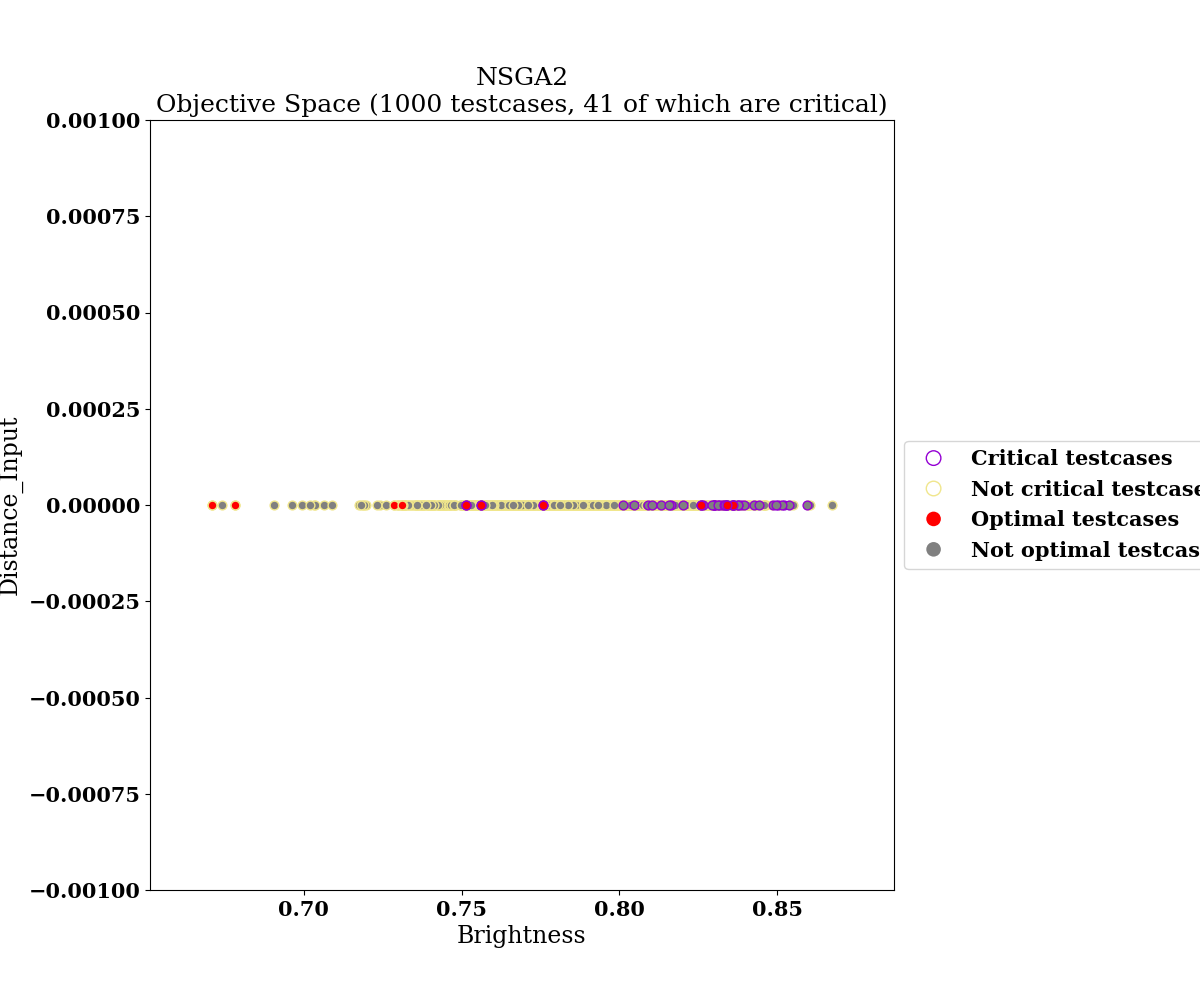 NSGA2
Objective Space (1000 testcases, 41 of which are critical)
0.00100
0.00075
0.00050
0.00025
0.00000
−0.00025
−0.00050
−0.00075
−0.00100
Distance_Input
0.70 0.75 0.80 0.85
Brightness
Critical testcases
Not critical testcase
Optimal testcases
Not optimal testcas